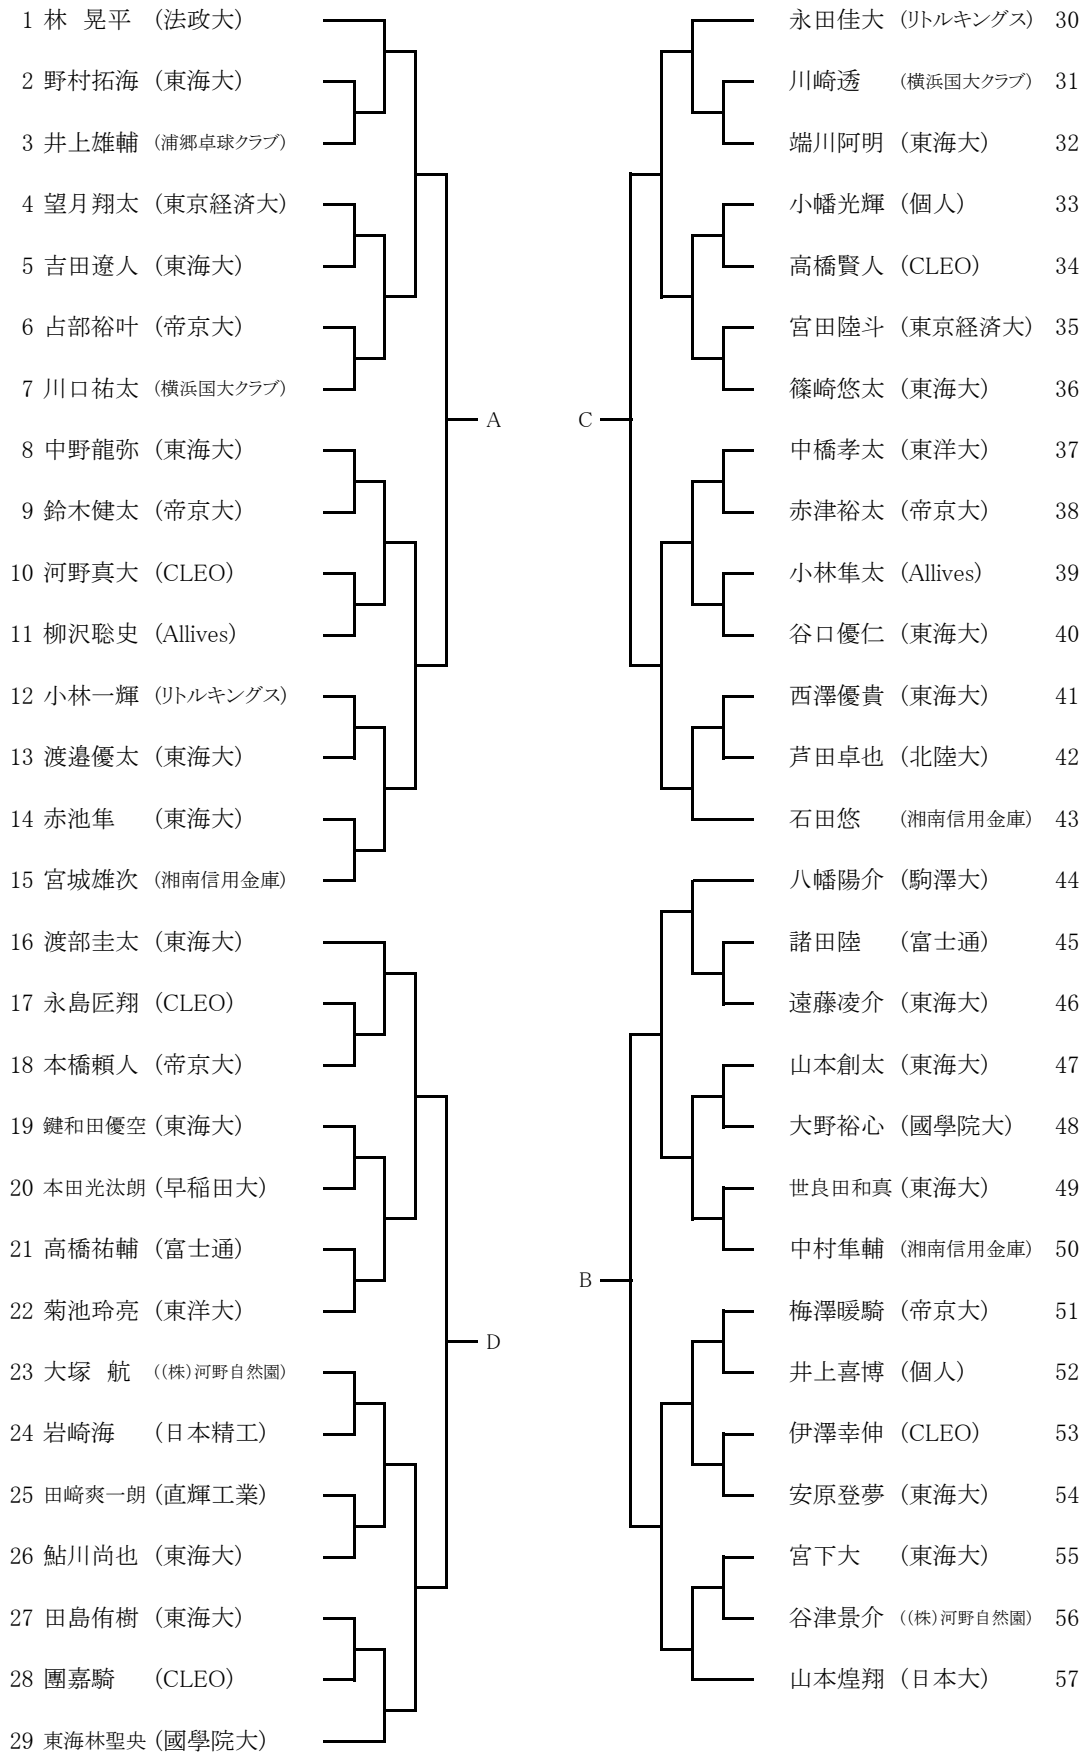 1 林 晃平 (法政大)
2 野村拓海 (東海大)
3 井上雄輔 (浦郷卓球クラブ)
4 望月翔太 (東京経済大)
5 吉田遼人 (東海大)
6 占部裕叶 (帝京大)
7 川口祐太 (横浜国大クラブ)
A
8 中野龍弥 (東海大)
9 鈴木健太 (帝京大)
10 河野真大 (CLEO)
11 柳沢聡史 (Allives)
12 小林一輝 (リトルキングス)
13 渡邉優太 (東海大)
14 赤池隼 (東海大)
15 宮城雄次 (湘南信用金庫)
16 渡部圭太 (東海大)
17 永島匠翔 (CLEO)
18 本橋頼人 (帝京大)
19 鍵和田優空 (東海大)
20 本田光汰朗 (早稲田大)
21 高橋祐輔 (富士通)
22 菊池玲亮 (東洋大)
D
23 大塚 航 ((株)河野自然園)
24 岩崎海 (日本精工)
25 田﨑爽一朗 (直輝工業)
26 鮎川尚也 (東海大)
27 田島侑樹 (東海大)
28 團嘉騎 (CLEO)
29 東海林聖央 (國學院大)
永田佳大 (リトルキングス) 30
川崎透 (横浜国大クラブ) 31
端川阿明 (東海大) 32
小幡光輝 (個人) 33
高橋賢人 (CLEO) 34
宮田陸斗 (東京経済大) 35
篠崎悠太 (東海大) 36
C
中橋孝太 (東洋大) 37
赤津裕太 (帝京大) 38
小林隼太 (Allives) 39
谷口優仁 (東海大) 40
西澤優貴 (東海大) 41
芦田卓也 (北陸大) 42
石田悠 (湘南信用金庫) 43
八幡陽介 (駒澤大) 44
諸田陸 (富士通) 45
遠藤凌介 (東海大) 46
山本創太 (東海大) 47
大野裕心 (國學院大) 48
世良田和真 (東海大) 49
中村隼輔 (湘南信用金庫) 50
B
梅澤暖騎 (帝京大) 51
井上喜博 (個人) 52
伊澤幸伸 (CLEO) 53
安原登夢 (東海大) 54
宮下大 (東海大) 55
谷津景介 ((株)河野自然園) 56
山本煌翔 (日本大) 57